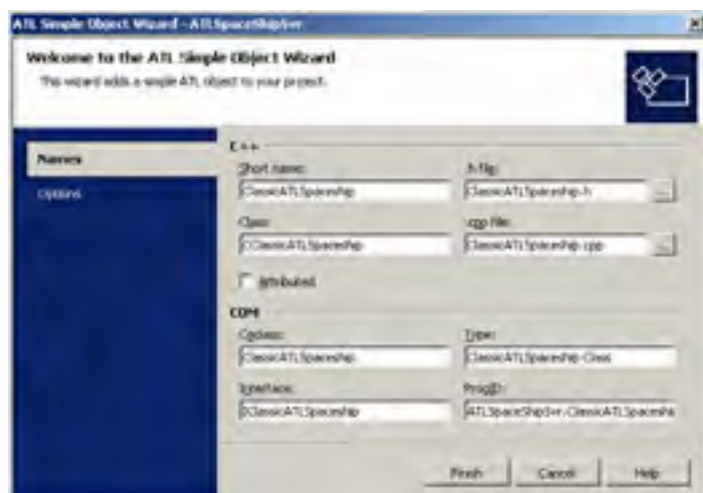 ATL Simple Object Wizard - ATLSpaceShipSvr
Welcome to the ATL Simple Object Wizard
This wizard adds a simple ATL object to your project.
Names
Options
C++
Short name:
.h file:
ClassicATLSpaceship
ClassicATLSpaceship.h
...
Class:
.cpp file:
CClassicATLSpaceship
ClassicATLSpaceship.cpp
...
Attributed
COM
Coclass:
Type:
ClassicATLSpaceship
ClassicATLSpaceship Class
Interface:
ProgID:
IClassicATLSpaceship
ATLSpaceShipSvr.ClassicATLSpaceshi
Finish
Cancel
Help